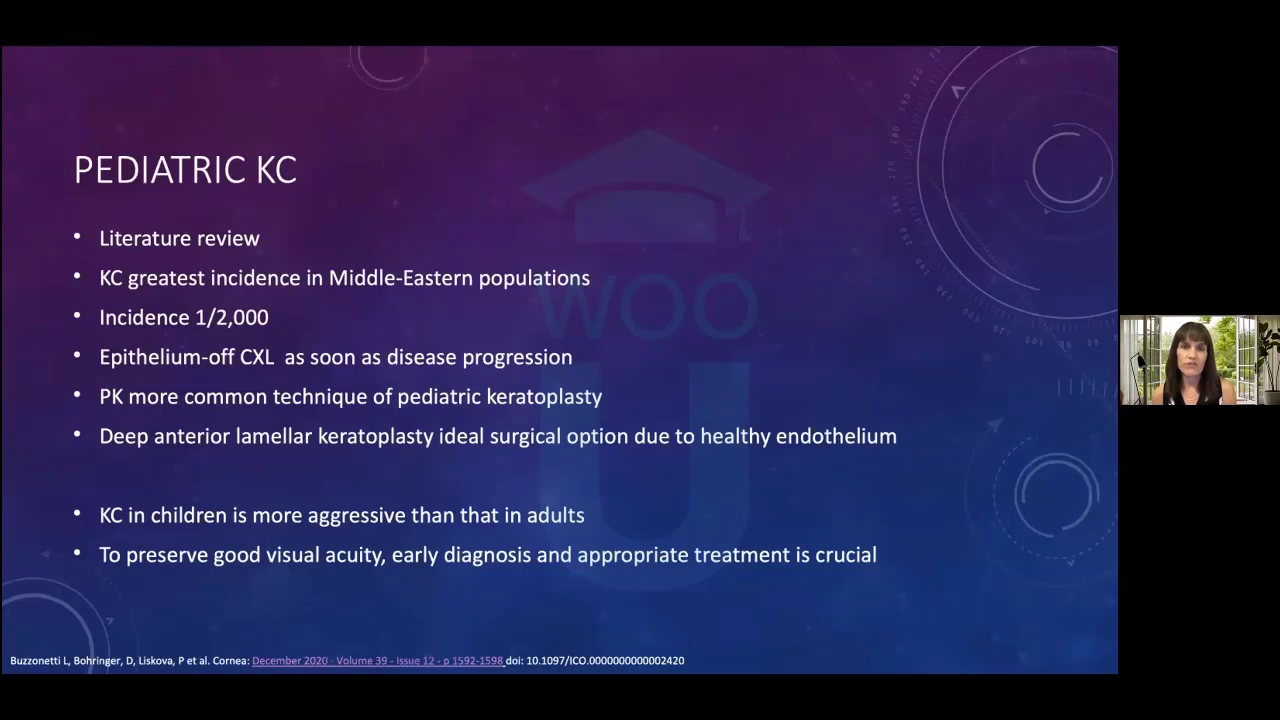 PEDIATRIC KC
• Literature review
• KC greatest incidence in Middle-Eastern populations
• Incidence 1/2,000
• Epithelium-off CXL as soon as disease progression
• PK more common technique of pediatric keratoplasty
• Deep anterior lamellar keratoplasty ideal surgical option due to healthy endothelium
• KC in children is more aggressive than that in adults
• To preserve good visual acuity, early diagnosis and appropriate treatment is crucial
WOO
U
Buzzonetti L, Bohringer, D, Liskova, P et al. Cornea: December 2020 - Volume 39 - Issue 12 - p 1592-1598 doi: 10.1097/ICO.0000000000002420